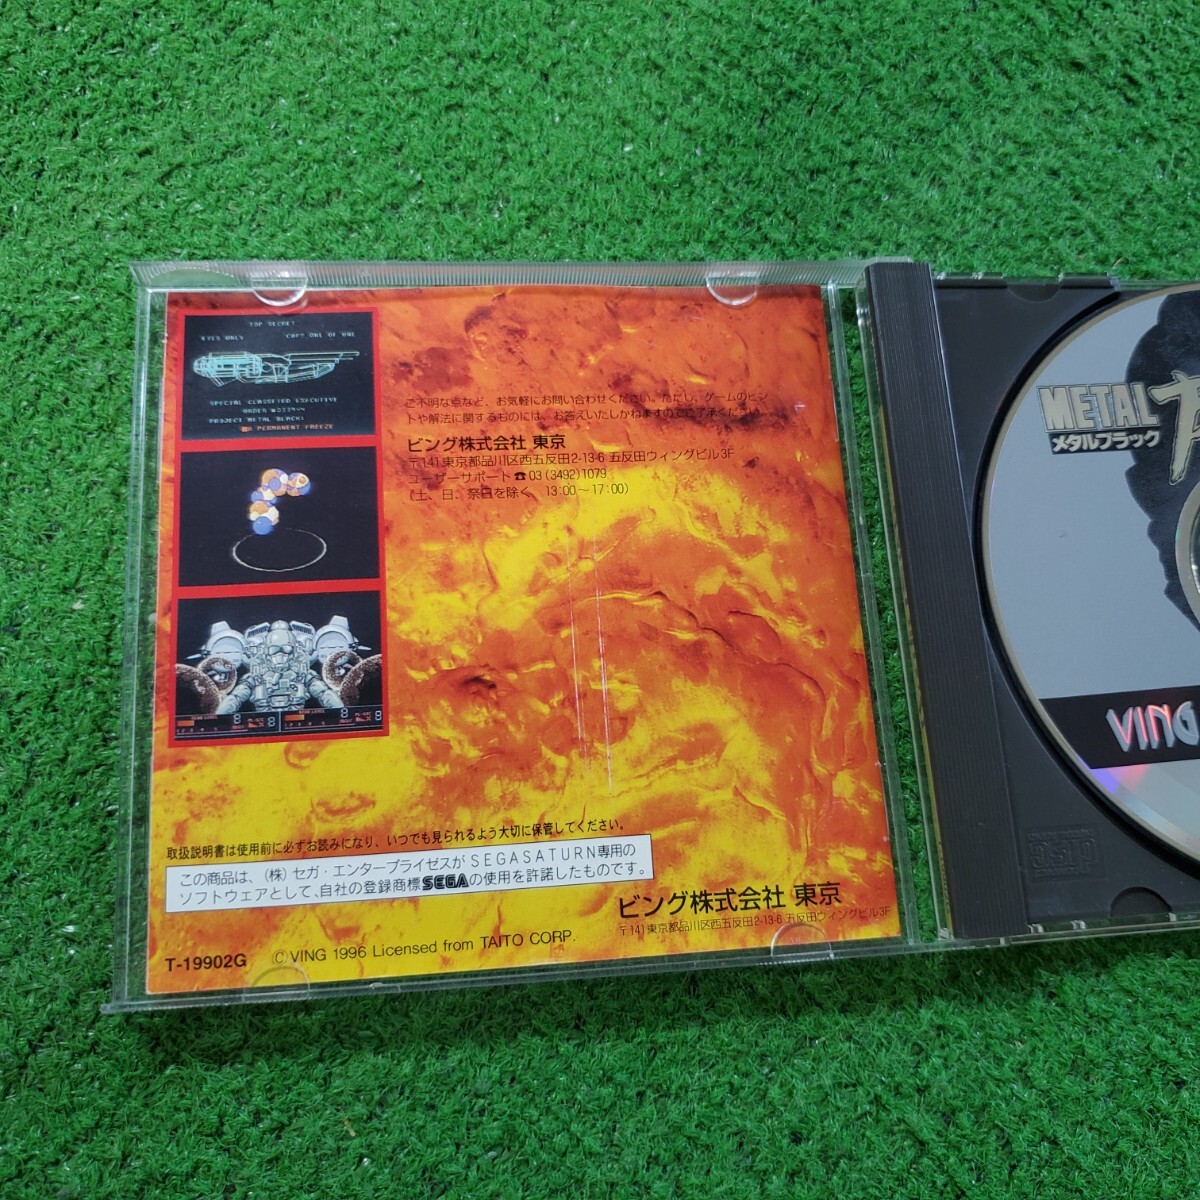 TOP SECRET
EYES ONLY COPY ONE OF ONE
SPECIAL CLASSIFIED EXECUTIVE
PROJECT METAL BLACK
PERMANENT FREEZE
ご不明な点など、お気軽にお問い合わせください。ただし、ゲームのヒン
トや解法に関するものには、お答えいたしかねますのでご了承ください。
ビング株式会社 東京
〒141 東京都品川区西五反田2-13-6 五反田ウィングビル3F
ユーザーサポート☎03(3492)1079
(土、日、祭日を除く 13:00〜17:00)
取扱説明書は使用前に必ずお読みになり、いつでも見られるよう大切に保管してください。
この商品は、(株)セガ・エンタープライゼスがSEGASATURN専用の
ソフトウェアとして、自社の登録商標SEGAの使用を許諾したものです。
ビング株式会社 東京
〒141 東京都品川区西五反田2-13-6 五反田ウィングビル3F
T-19902G ©VING 1996 Licensed from TAITO CORP.
METAL
メタルブラック
VING